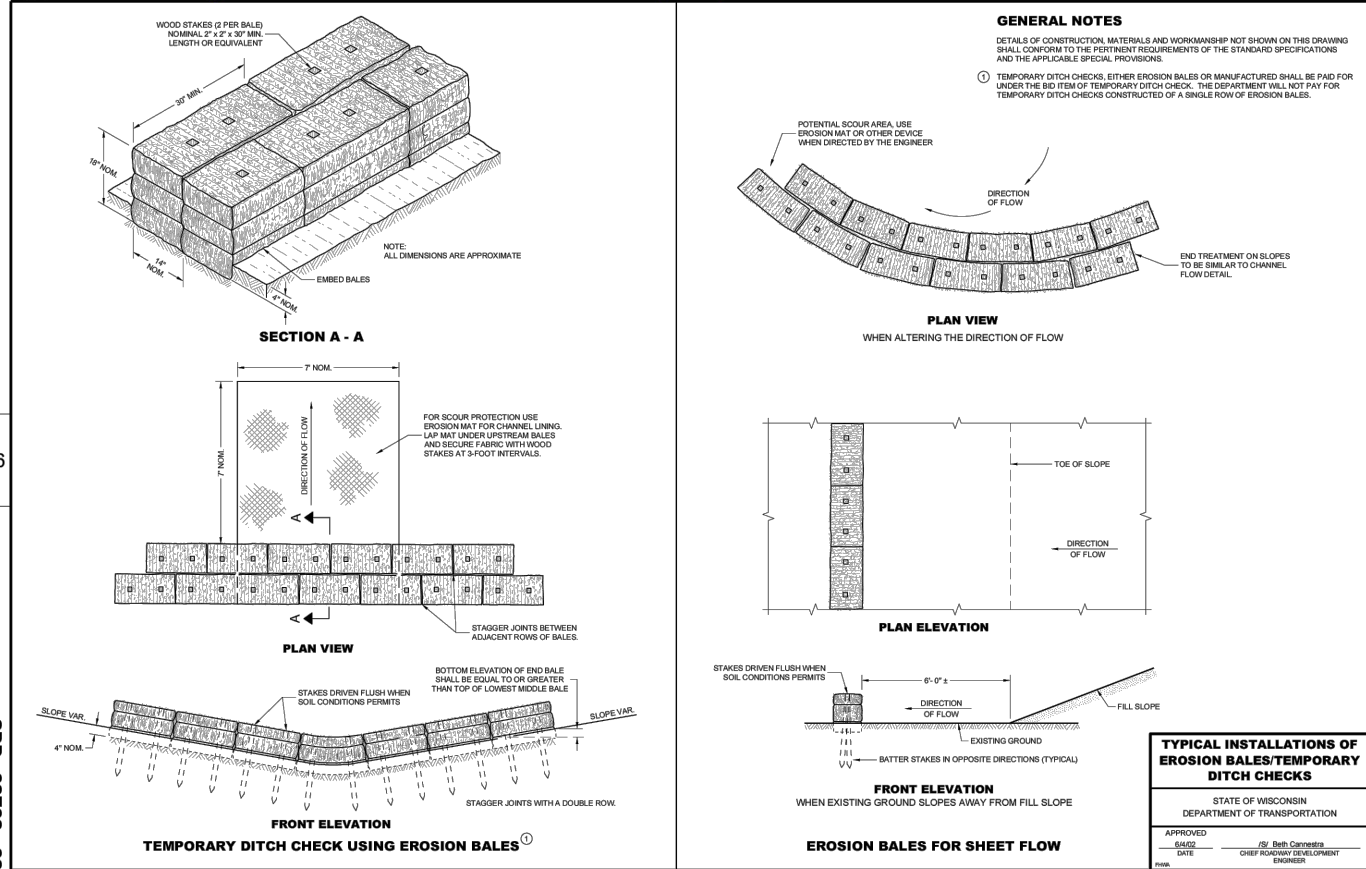 WOOD STAKES (2 PER BALE)
NOMINAL 2" x 2" x 30" MIN.
LENGTH OR EQUIVALENT
30" MIN.
18" NOM.
14"
NOM.
4" NOM.
NOTE:
ALL DIMENSIONS ARE APPROXIMATE
EMBED BALES
SECTION A - A
7' NOM.
7' NOM.
DIRECTION OF FLOW
FOR SCOUR PROTECTION USE
EROSION MAT FOR CHANNEL LINING.
LAP MAT UNDER UPSTREAM BALES
AND SECURE FABRIC WITH WOOD
STAKES AT 3-FOOT INTERVALS.
A
A
STAGGER JOINTS BETWEEN
ADJACENT ROWS OF BALES.
PLAN VIEW
BOTTOM ELEVATION OF END BALE
SHALL BE EQUAL TO OR GREATER
THAN TOP OF LOWEST MIDDLE BALE
STAKES DRIVEN FLUSH WHEN
SOIL CONDITIONS PERMITS
SLOPE VAR.
SLOPE VAR.
4" NOM.
STAGGER JOINTS WITH A DOUBLE ROW.
FRONT ELEVATION
TEMPORARY DITCH CHECK USING EROSION BALES ①
GENERAL NOTES
DETAILS OF CONSTRUCTION, MATERIALS AND WORKMANSHIP NOT SHOWN ON THIS DRAWING
SHALL CONFORM TO THE PERTINENT REQUIREMENTS OF THE STANDARD SPECIFICATIONS
AND THE APPLICABLE SPECIAL PROVISIONS.
① TEMPORARY DITCH CHECKS, EITHER EROSION BALES OR MANUFACTURED SHALL BE PAID FOR
UNDER THE BID ITEM OF TEMPORARY DITCH CHECK. THE DEPARTMENT WILL NOT PAY FOR
TEMPORARY DITCH CHECKS CONSTRUCTED OF A SINGLE ROW OF EROSION BALES.
POTENTIAL SCOUR AREA, USE
EROSION MAT OR OTHER DEVICE
WHEN DIRECTED BY THE ENGINEER
DIRECTION
OF FLOW
END TREATMENT ON SLOPES
TO BE SIMILAR TO CHANNEL
FLOW DETAIL.
PLAN VIEW
WHEN ALTERING THE DIRECTION OF FLOW
TOE OF SLOPE
DIRECTION
OF FLOW
PLAN ELEVATION
STAKES DRIVEN FLUSH WHEN
SOIL CONDITIONS PERMITS
6'- 0" ±
DIRECTION
OF FLOW
FILL SLOPE
EXISTING GROUND
BATTER STAKES IN OPPOSITE DIRECTIONS (TYPICAL)
FRONT ELEVATION
WHEN EXISTING GROUND SLOPES AWAY FROM FILL SLOPE
EROSION BALES FOR SHEET FLOW
TYPICAL INSTALLATIONS OF
EROSION BALES/TEMPORARY
DITCH CHECKS
STATE OF WISCONSIN
DEPARTMENT OF TRANSPORTATION
APPROVED
6/4/02 /S/ Beth Cannestra
DATE CHIEF ROADWAY DEVELOPMENT
ENGINEER
FHWA